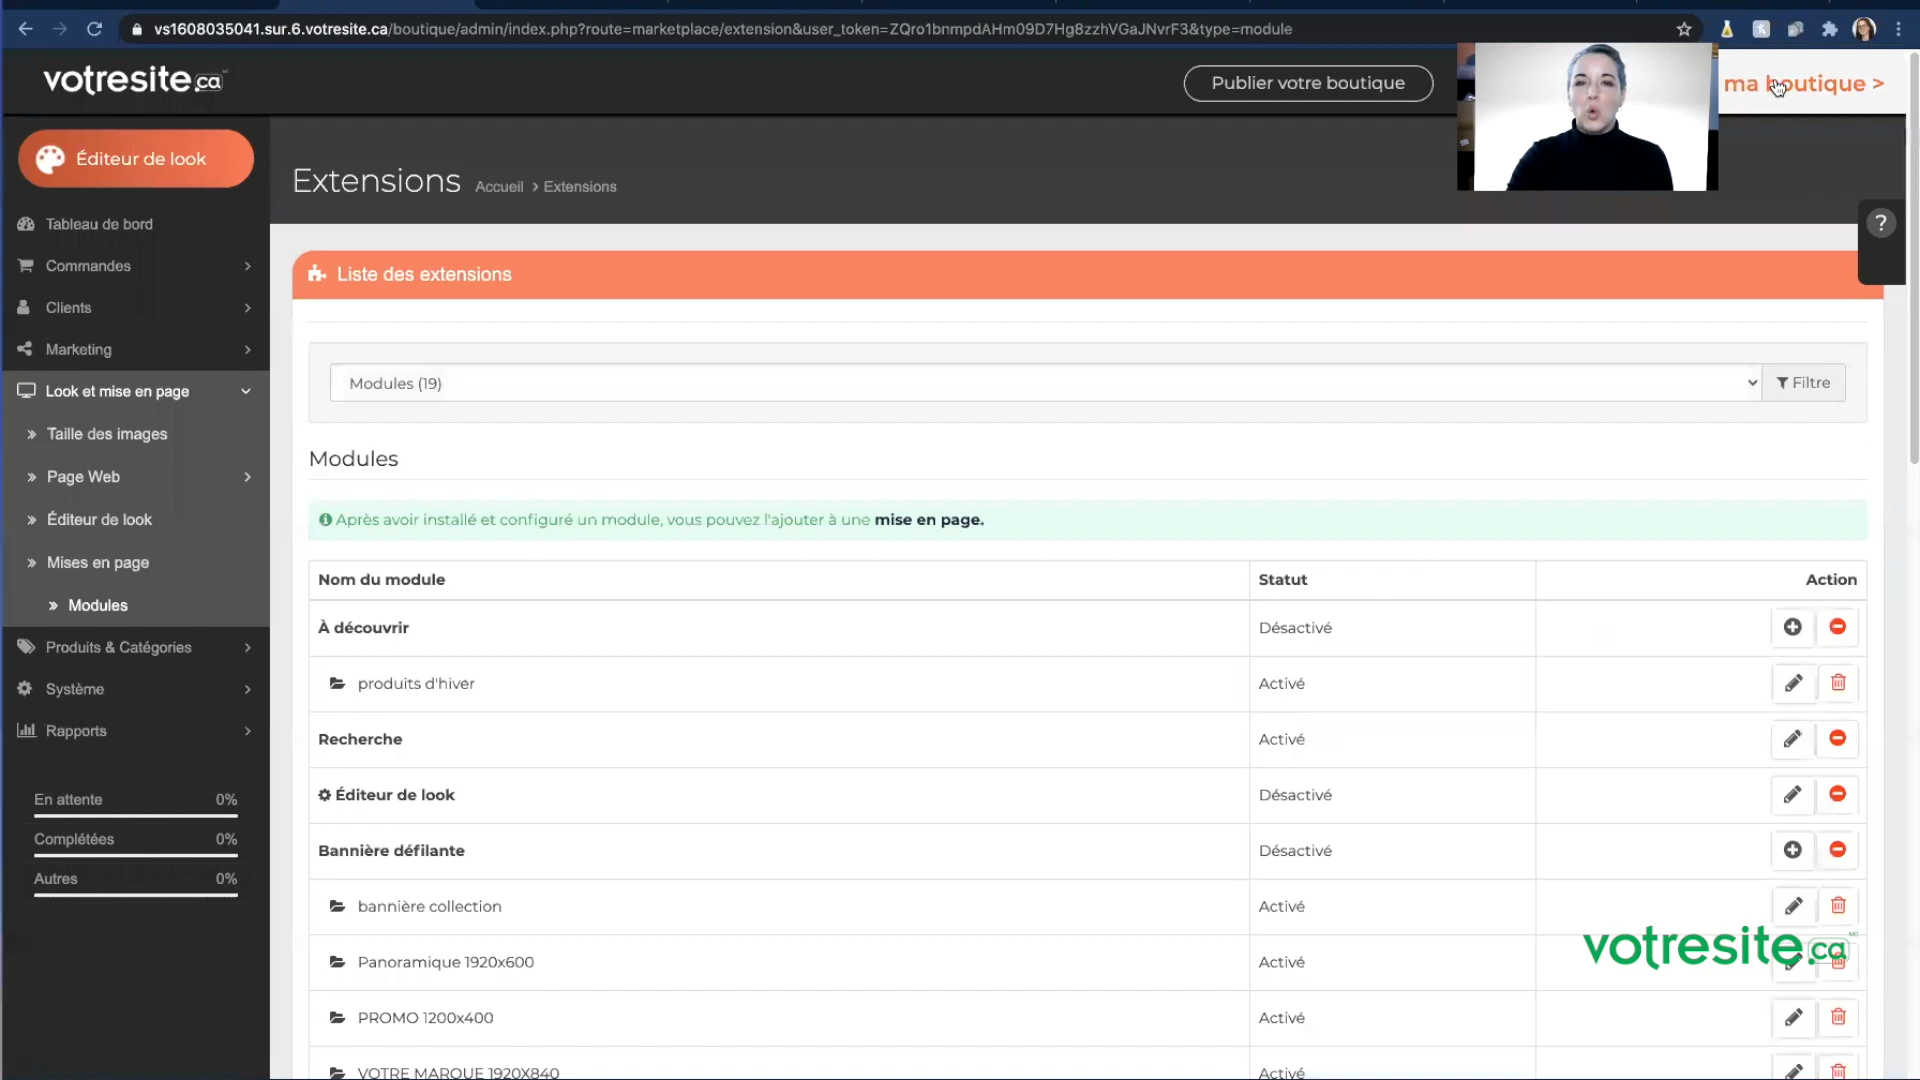 vs1608035041.sur.6.votresite.ca/boutique/admin/index.php?route=marketplace/extension&user_token=ZQro1bnmpdAHm09D7Hg8zzhVGaJNvrF3&type=module
votresite.ca
Publier votre boutique
ma boutique >
Éditeur de look
Extensions
Accueil > Extensions
?
Tableau de bord
Commandes
Clients
Marketing
Look et mise en page
Taille des images
Page Web
Éditeur de look
Mises en page
Modules
Produits & Catégories
Système
Rapports
En attente 0%
Complétées 0%
Autres 0%
Liste des extensions
Modules (19)
Filtre
Modules
Après avoir installé et configuré un module, vous pouvez l'ajouter à une mise en page.
Nom du module Statut Action
À découvrir Désactivé
produits d'hiver Activé
Recherche Activé
Éditeur de look Désactivé
Bannière défilante Désactivé
bannière collection Activé
Panoramique 1920x600 Activé
PROMO 1200x400 Activé
VOTRE MARQUE 1920X840 Activé
votresite.ca